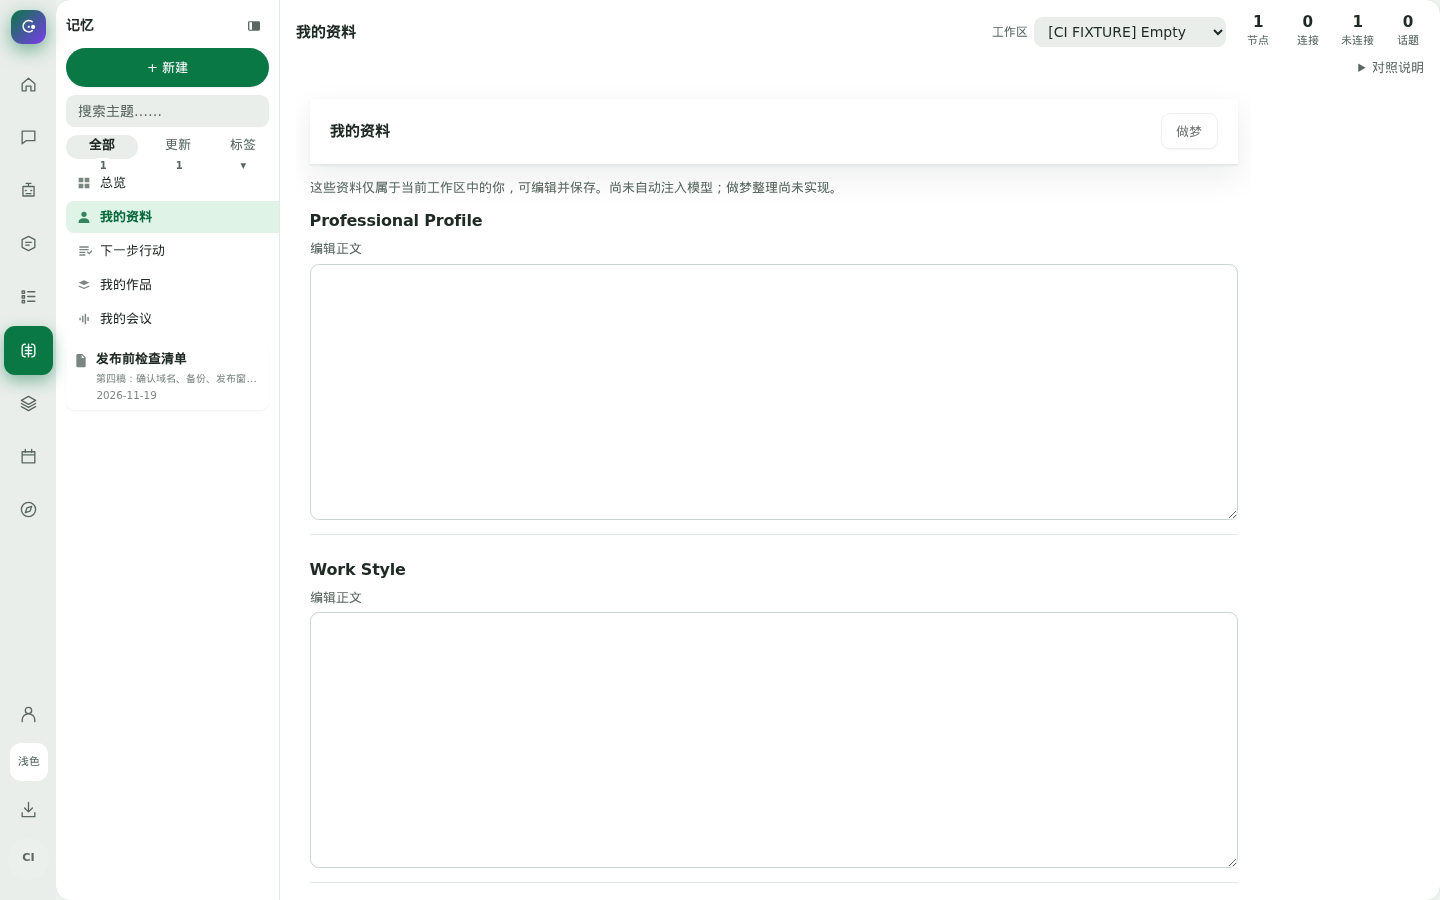 记忆
+ 新建
搜索主题……
全部 更新 标签
1 1 ▾
总览
我的资料
下一步行动
我的作品
我的会议
发布前检查清单
第四稿：确认域名、备份、发布窗…
2026-11-19
浅色
CI
我的资料
工作区 [CI FIXTURE] Empty
1 0 1 0
节点 连接 未连接 话题
▶ 对照说明
我的资料
做梦
这些资料仅属于当前工作区中的你，可编辑并保存。尚未自动注入模型；做梦整理尚未实现。
Professional Profile
编辑正文
Work Style
编辑正文